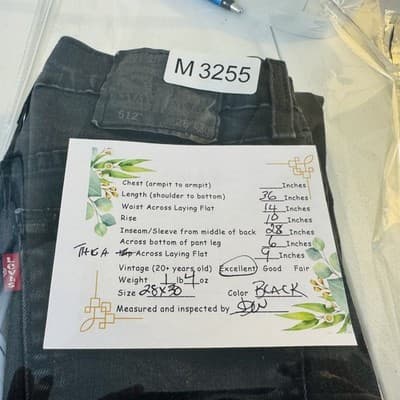 M 3255
512
Chest (armpit to armpit) ___Inches
Length (shoulder to bottom) 36 Inches
Waist Across Laying Flat 14 Inches
Rise 10 Inches
Inseam/Sleeve from middle of back 28 Inches
Across bottom of pant leg 6 Inches
THIGH Across Laying Flat 9 Inches
Vintage (20+ years old) Excellent Good Fair
Weight 1 lb 4 oz
Size 28x30 Color BLACK
Measured and inspected by
LEVI'S